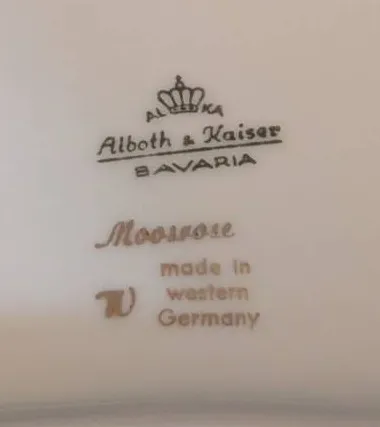 AL KA
Alboth & Kaiser
BAVARIA
Moosrose
made in
W western
Germany